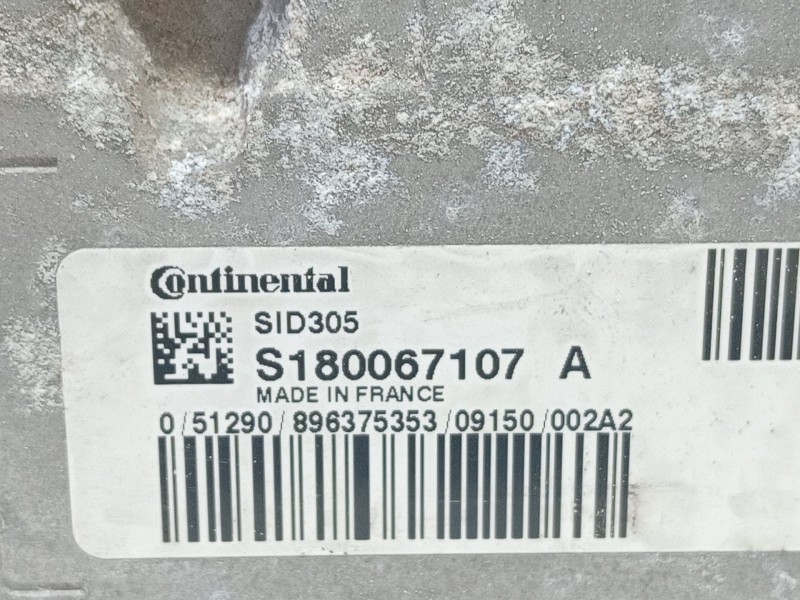 Continental
SID305
S180067107 A
MADE IN FRANCE
0/51290/896375353/09150/002A2